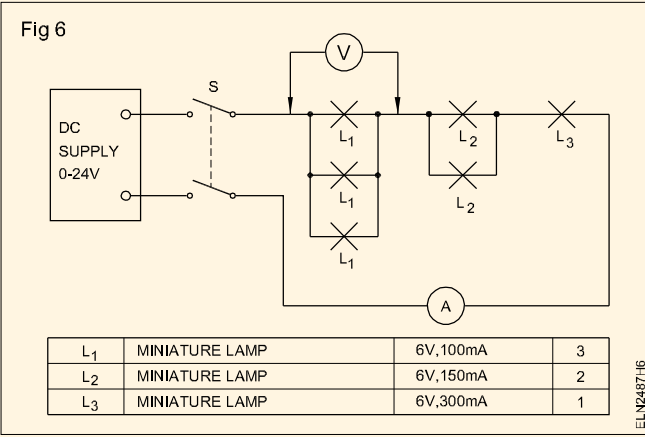 Fig 6
V
S
DC
SUPPLY
0-24V
L1
L2
L3
L1
L2
L1
A
L1 MINIATURE LAMP 6V,100mA 3
L2 MINIATURE LAMP 6V,150mA 2
L3 MINIATURE LAMP 6V,300mA 1
ELN2487H6